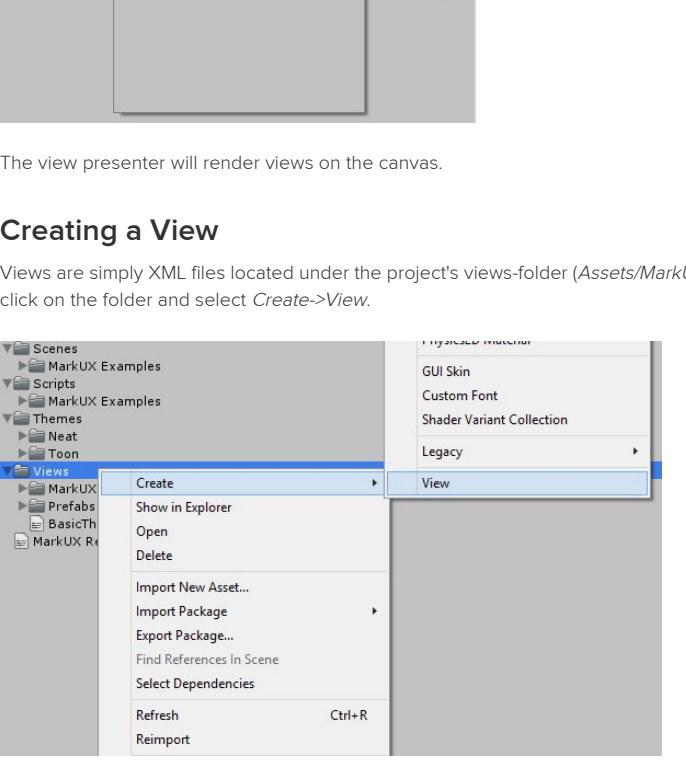 The view presenter will render views on the canvas.
Creating a View
Views are simply XML files located under the project's views-folder (Assets/Mark
click on the folder and select Create->View.
Scenes
MarkUX Examples
Scripts
MarkUX Examples
Themes
Neat
Toon
Views
MarkUX
Prefabs
BasicTh
MarkUX Re
Create
Show in Explorer
Open
Delete
Import New Asset...
Import Package
Export Package...
Find References In Scene
Select Dependencies
Refresh Ctrl+R
Reimport
Physics2D Material
GUI Skin
Custom Font
Shader Variant Collection
Legacy
View